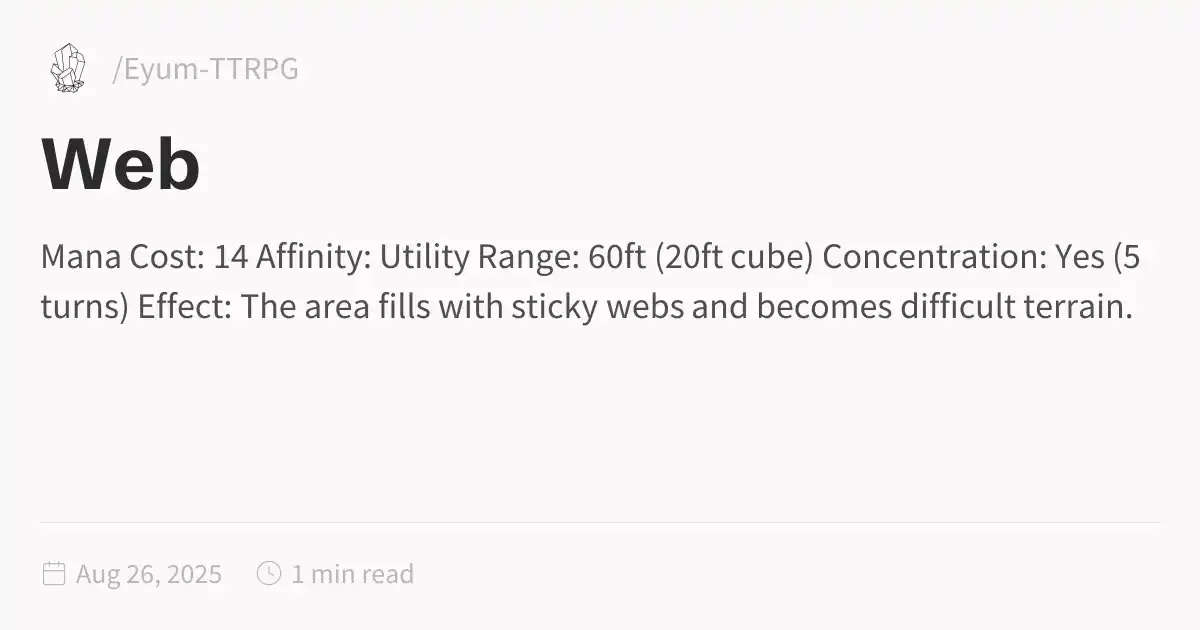 /Eyum-TTRPG
Web
Mana Cost: 14 Affinity: Utility Range: 60ft (20ft cube) Concentration: Yes (5
turns) Effect: The area fills with sticky webs and becomes difficult terrain.
Aug 26, 2025 1 min read